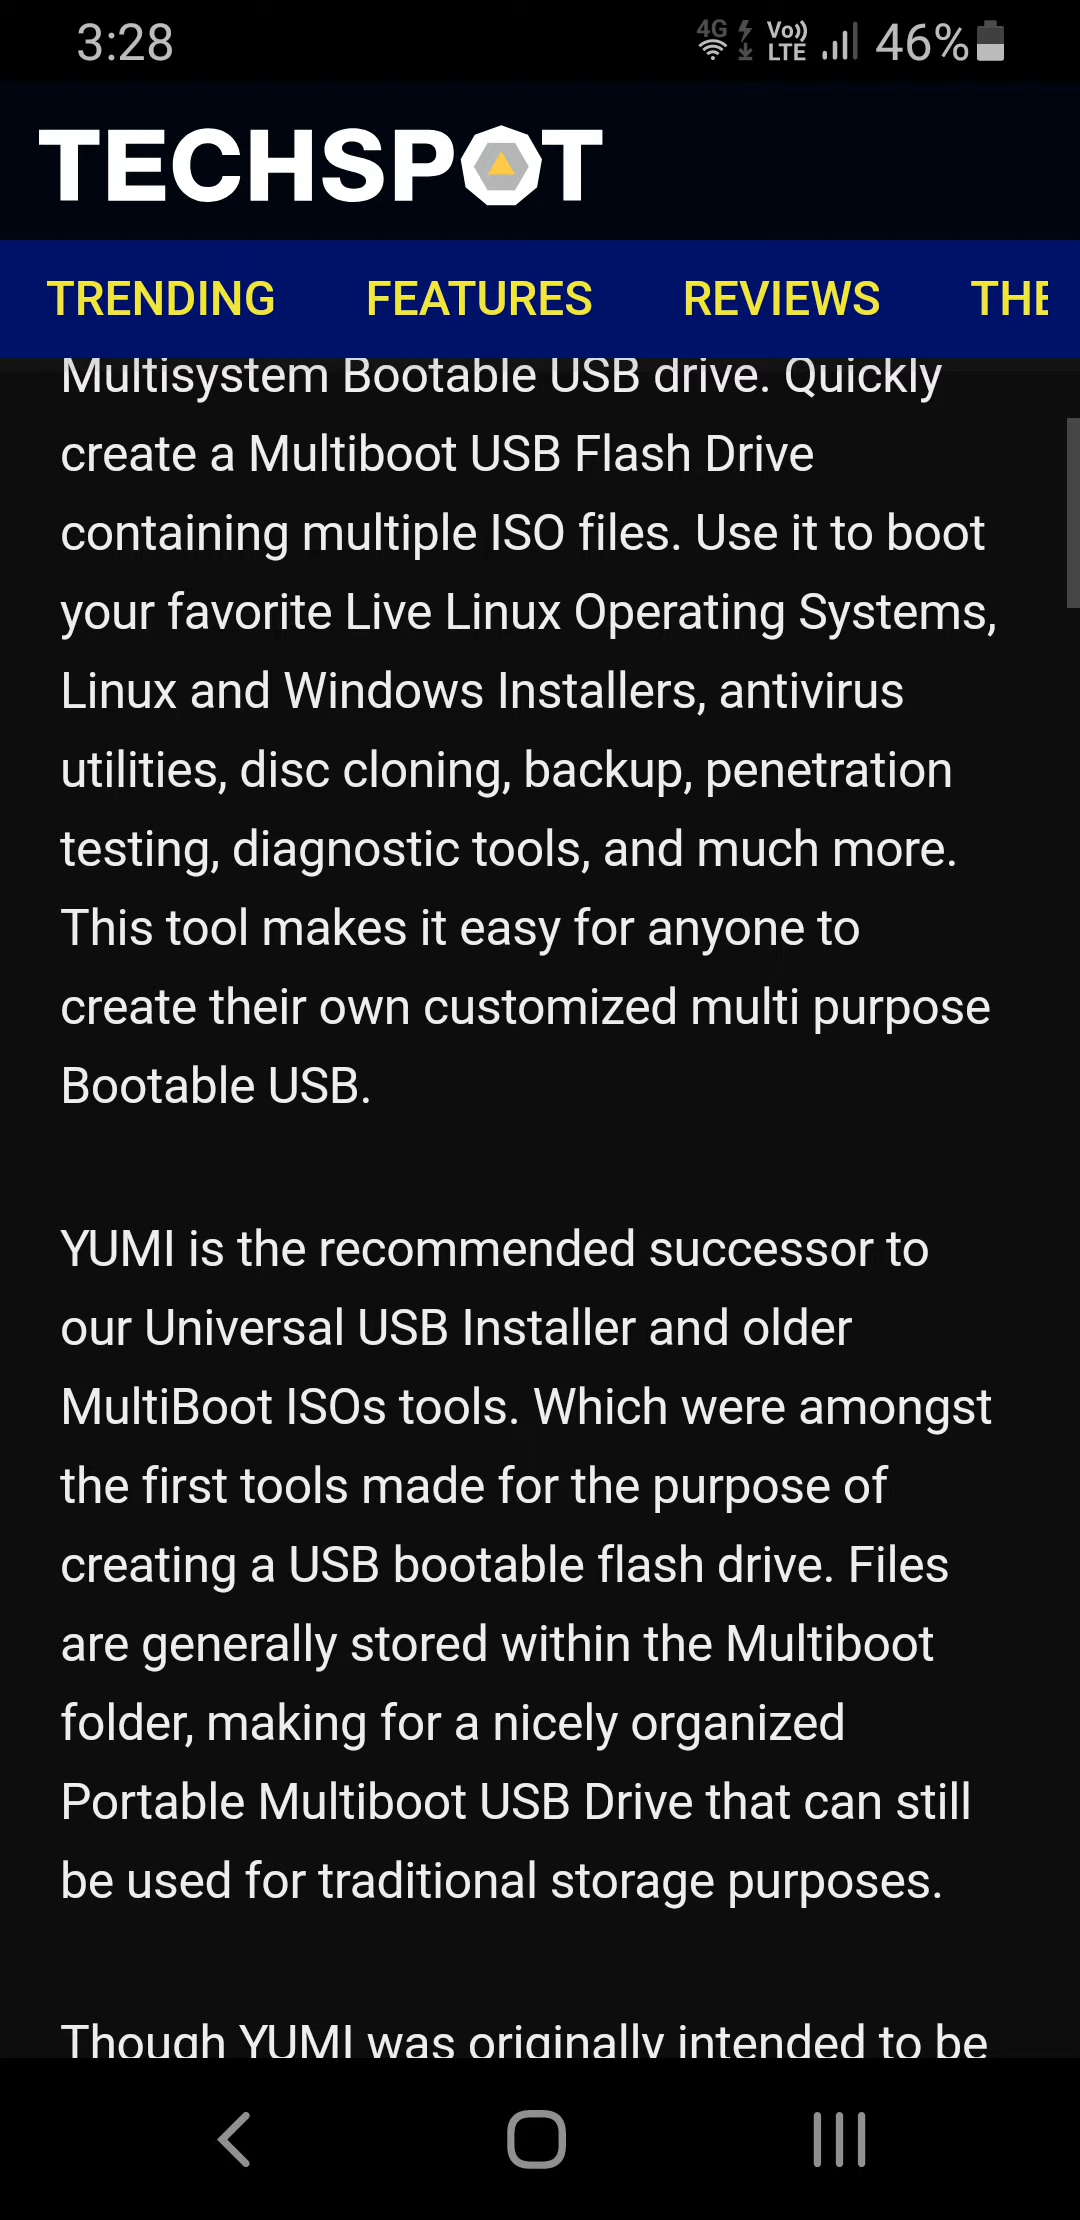 3:28
4G
Vo)) LTE
46%
TECHSPOT
TRENDING FEATURES REVIEWS THE
Multisystem Bootable USB drive. Quickly
create a Multiboot USB Flash Drive
containing multiple ISO files. Use it to boot
your favorite Live Linux Operating Systems,
Linux and Windows Installers, antivirus
utilities, disc cloning, backup, penetration
testing, diagnostic tools, and much more.
This tool makes it easy for anyone to
create their own customized multi purpose
Bootable USB.
YUMI is the recommended successor to
our Universal USB Installer and older
MultiBoot ISOs tools. Which were amongst
the first tools made for the purpose of
creating a USB bootable flash drive. Files
are generally stored within the Multiboot
folder, making for a nicely organized
Portable Multiboot USB Drive that can still
be used for traditional storage purposes.
Though YUMI was originally intended to be